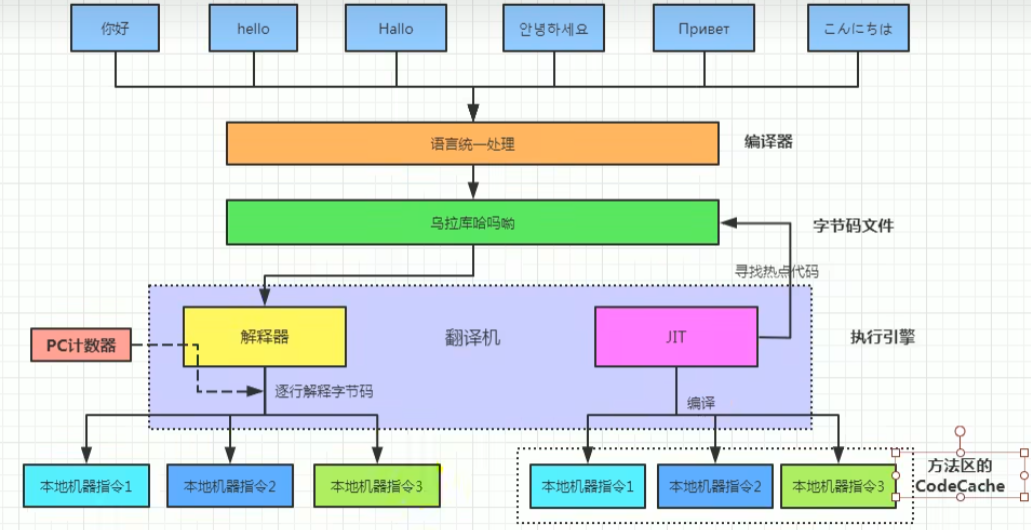 你好
hello
Hallo
안녕하세요
Привет
こんにちは
语言统一处理
编译器
乌拉库哈吗喲
字节码文件
寻找热点代码
解释器
翻译机
JIT
执行引擎
PC计数器
逐行解释字节码
编译
本地机器指令1
本地机器指令2
本地机器指令3
本地机器指令1
本地机器指令2
本地机器指令3
方法区的
CodeCache